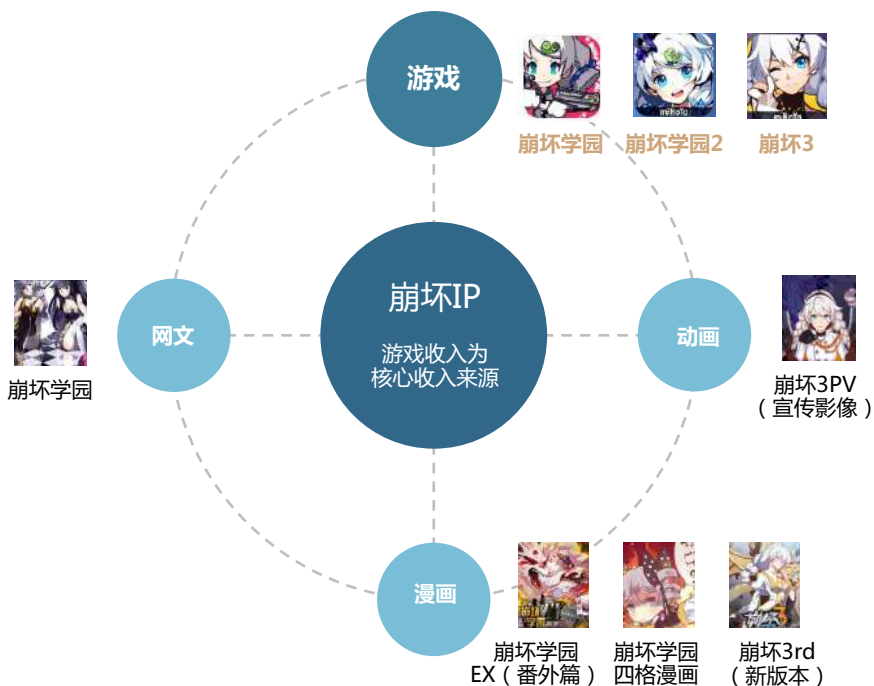 游戏
崩坏学园
崩坏学园2
崩坏3
崩坏IP
游戏收入为
核心收入来源
网文
崩坏学园
动画
崩坏3PV
（宣传影像）
漫画
崩坏学园
EX（番外篇）
崩坏学园
四格漫画
崩坏3rd
（新版本）
miHoYo
miHoYo